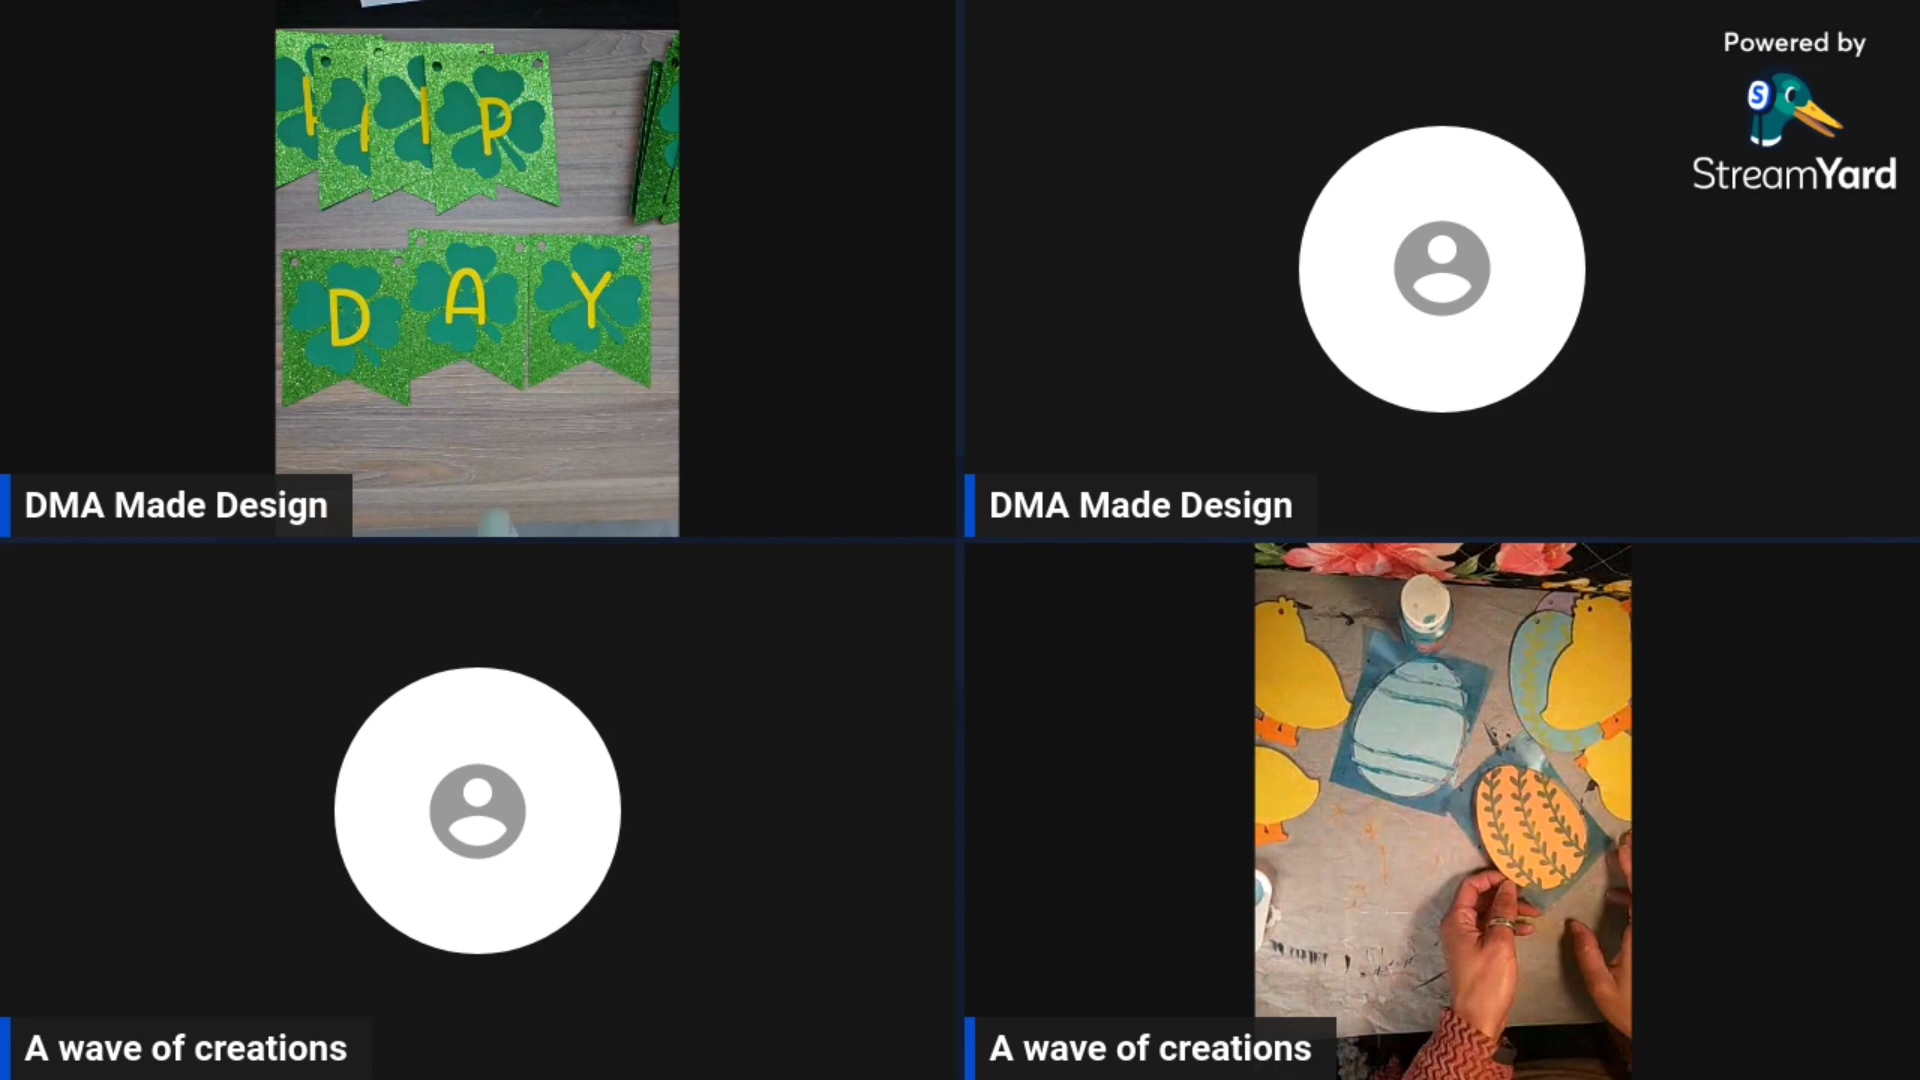 P
D A Y
DMA Made Design
Powered by
S
StreamYard
DMA Made Design
A wave of creations
A wave of creations